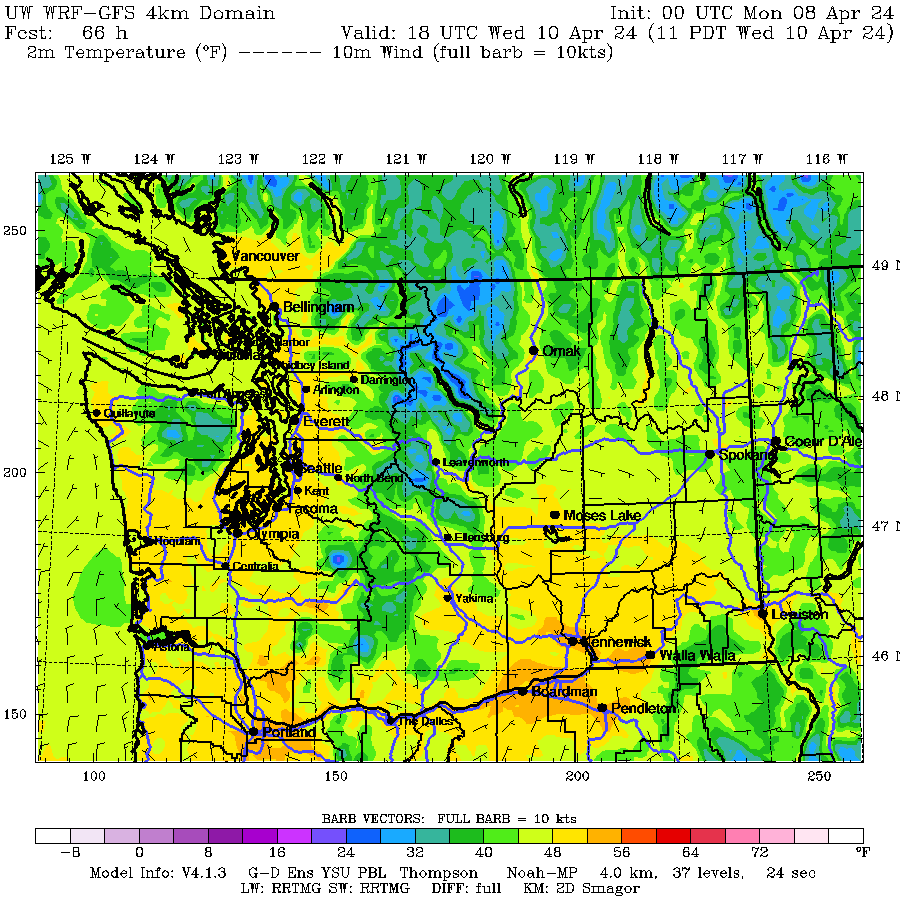 UW WRF-GFS 4km Domain Init: 00 UTC Mon 08 Apr 24
Fcst: 66 h Valid: 18 UTC Wed 10 Apr 24 (11 PDT Wed 10 Apr 24)
2m Temperature (°F) ------ 10m Wind (full barb = 10kts)
125 W 124 W 123 W 122 W 121 W 120 W 119 W 118 W 117 W 116 W
250
Vancouver
49 N
Bellingham
Harbor
Omak
Island
Darrington
Arlington
48 N
Quillayute
Everett
Coeur D'Ale
Spokane
Seattle
Leavenworth
200
North Bend
Kent
Tacoma
Moses Lake
47 N
Olympia
Hoquiam
Ellensburg
Centralia
Yakima
Lewiston
Kennewick
Astoria
Walla Walla
46 N
Boardman
Pendleton
150
The Dalles
Portland
100 150 200 250
BARB VECTORS: FULL BARB = 10 kts
-8 0 8 16 24 32 40 48 56 64 72 °F
Model Info: V4.1.3 G-D Ens YSU PBL Thompson Noah-MP 4.0 km, 37 levels, 24 sec
LW: RRTMG SW: RRTMG DIFF: full KM: 2D Smagor